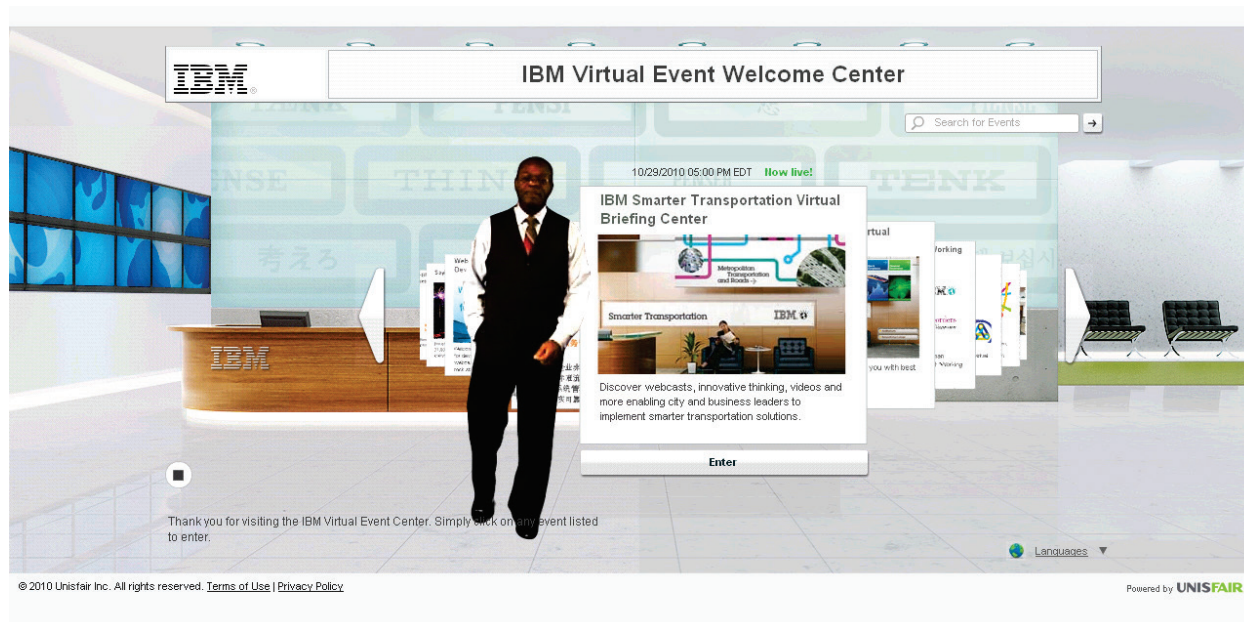 IBM
IBM Virtual Event Welcome Center
Search for Events
THINK
TENK
10/29/2010 05:00 PM EDT Now live!
IBM Smarter Transportation Virtual
Briefing Center
Metropolitan
Transportation
and Roads
Smarter Transportation IBM
Discover webcasts, innovative thinking, videos and
more enabling city and business leaders to
implement smarter transportation solutions.
Enter
rtual
you with best
Working
IBM
Thank you for visiting the IBM Virtual Event Center. Simply click on any event listed
to enter.
Languages
© 2010 Unisfair Inc. All rights reserved. Terms of Use | Privacy Policy
Powered by UNISFAIR